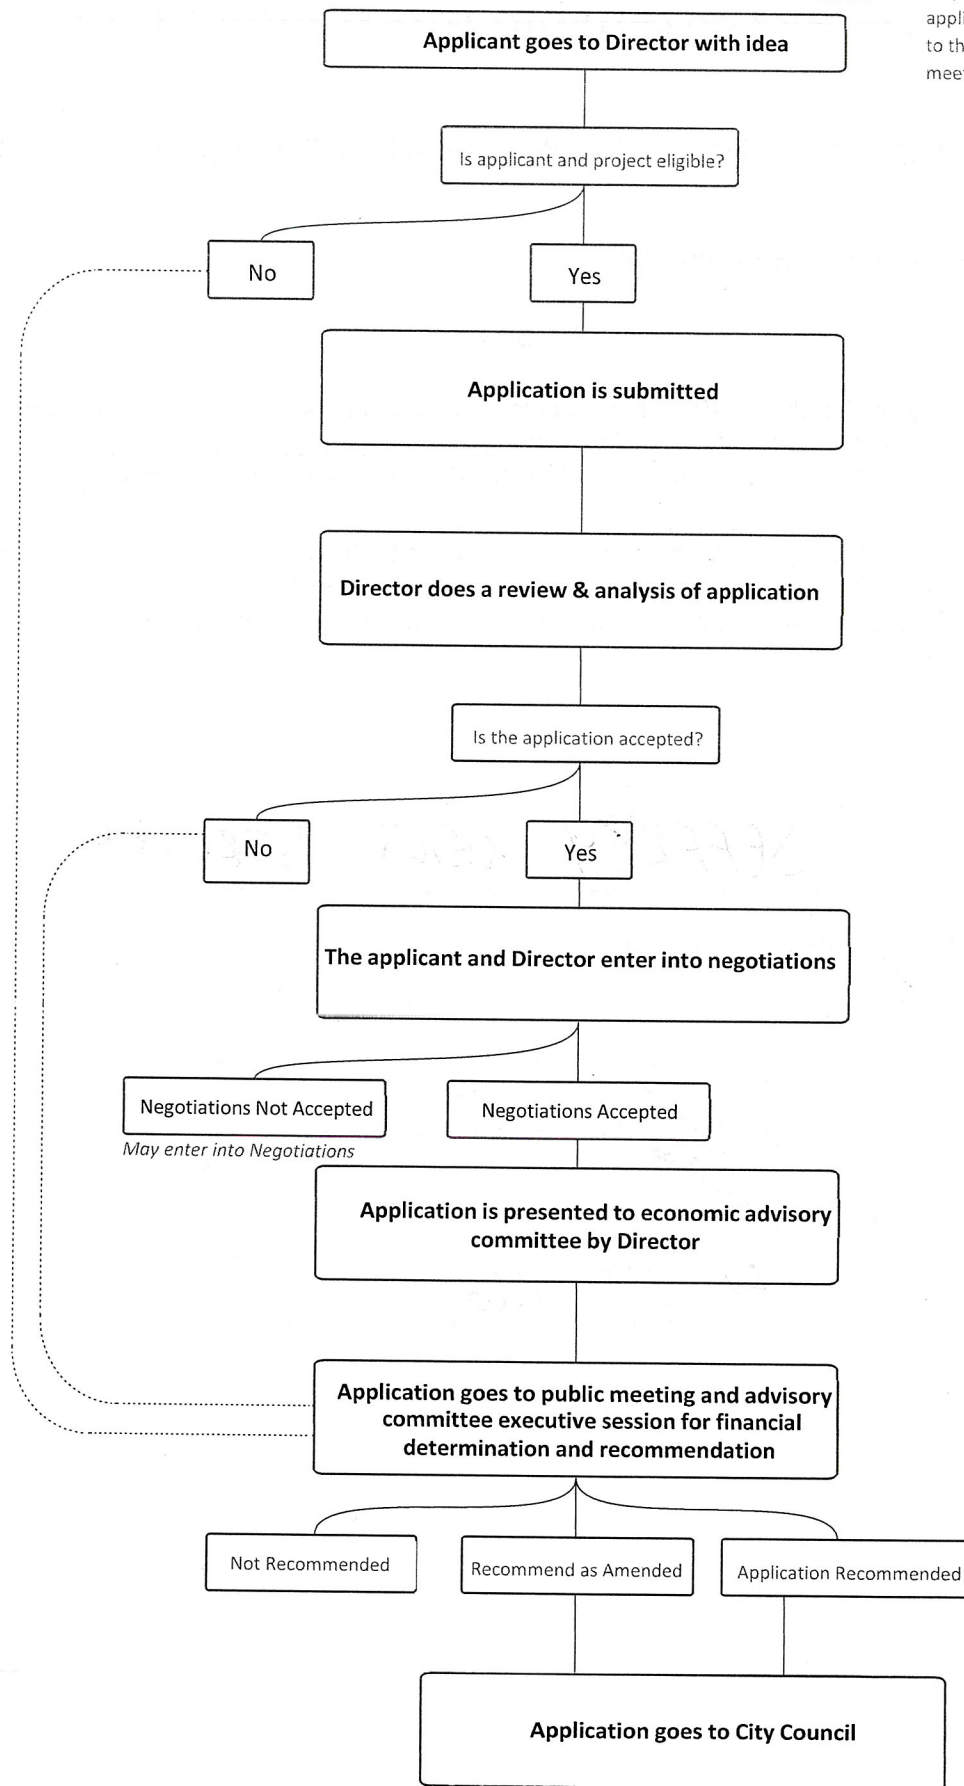 Applicant goes to Director with idea
to th
Is applicant and project eligible?
No
Yes
Application is submitted
Director does a review & analysis of application
Is the application accepted?
No
Yes
The applicant and Director enter into negotiations
Negotiations Not Accepted
Negotiations Accepted
May enter into Negotiations
Application is presented to economic advisory
committee by Director
Application goes to public meeting and advisory
committee executive session for financial
determination and recommendation
Not Recommended
Recommend as Amended
Application Recommended
Application goes to City Council